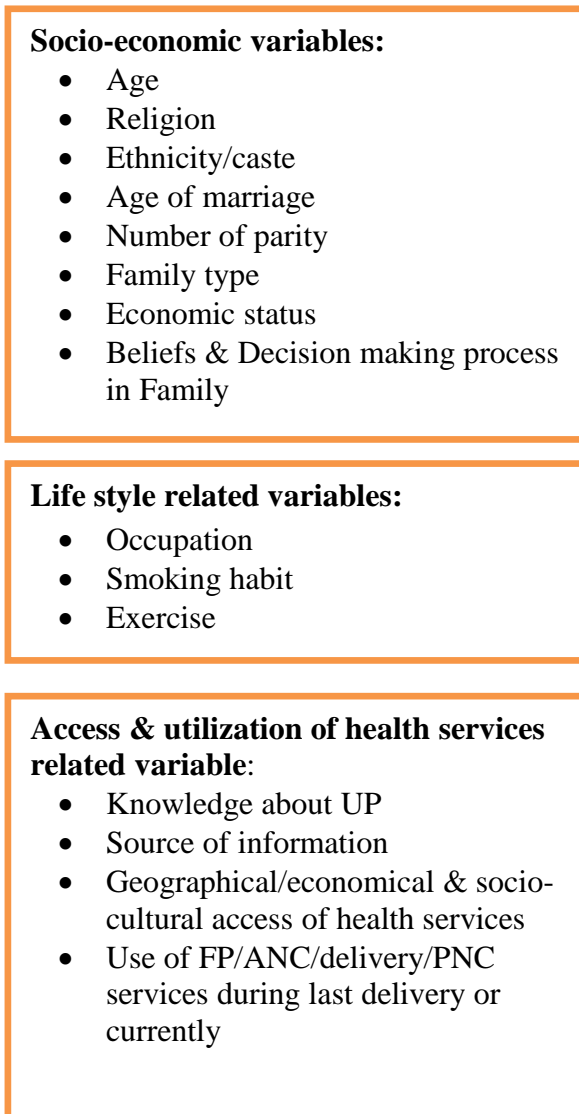 Socio-economic variables:
• Age
• Religion
• Ethnicity/caste
• Age of marriage
• Number of parity
• Family type
• Economic status
• Beliefs & Decision making process
in Family
Life style related variables:
• Occupation
• Smoking habit
• Exercise
Access & utilization of health services
related variable:
• Knowledge about UP
• Source of information
• Geographical/economical & socio-
cultural access of health services
• Use of FP/ANC/delivery/PNC
services during last delivery or
currently